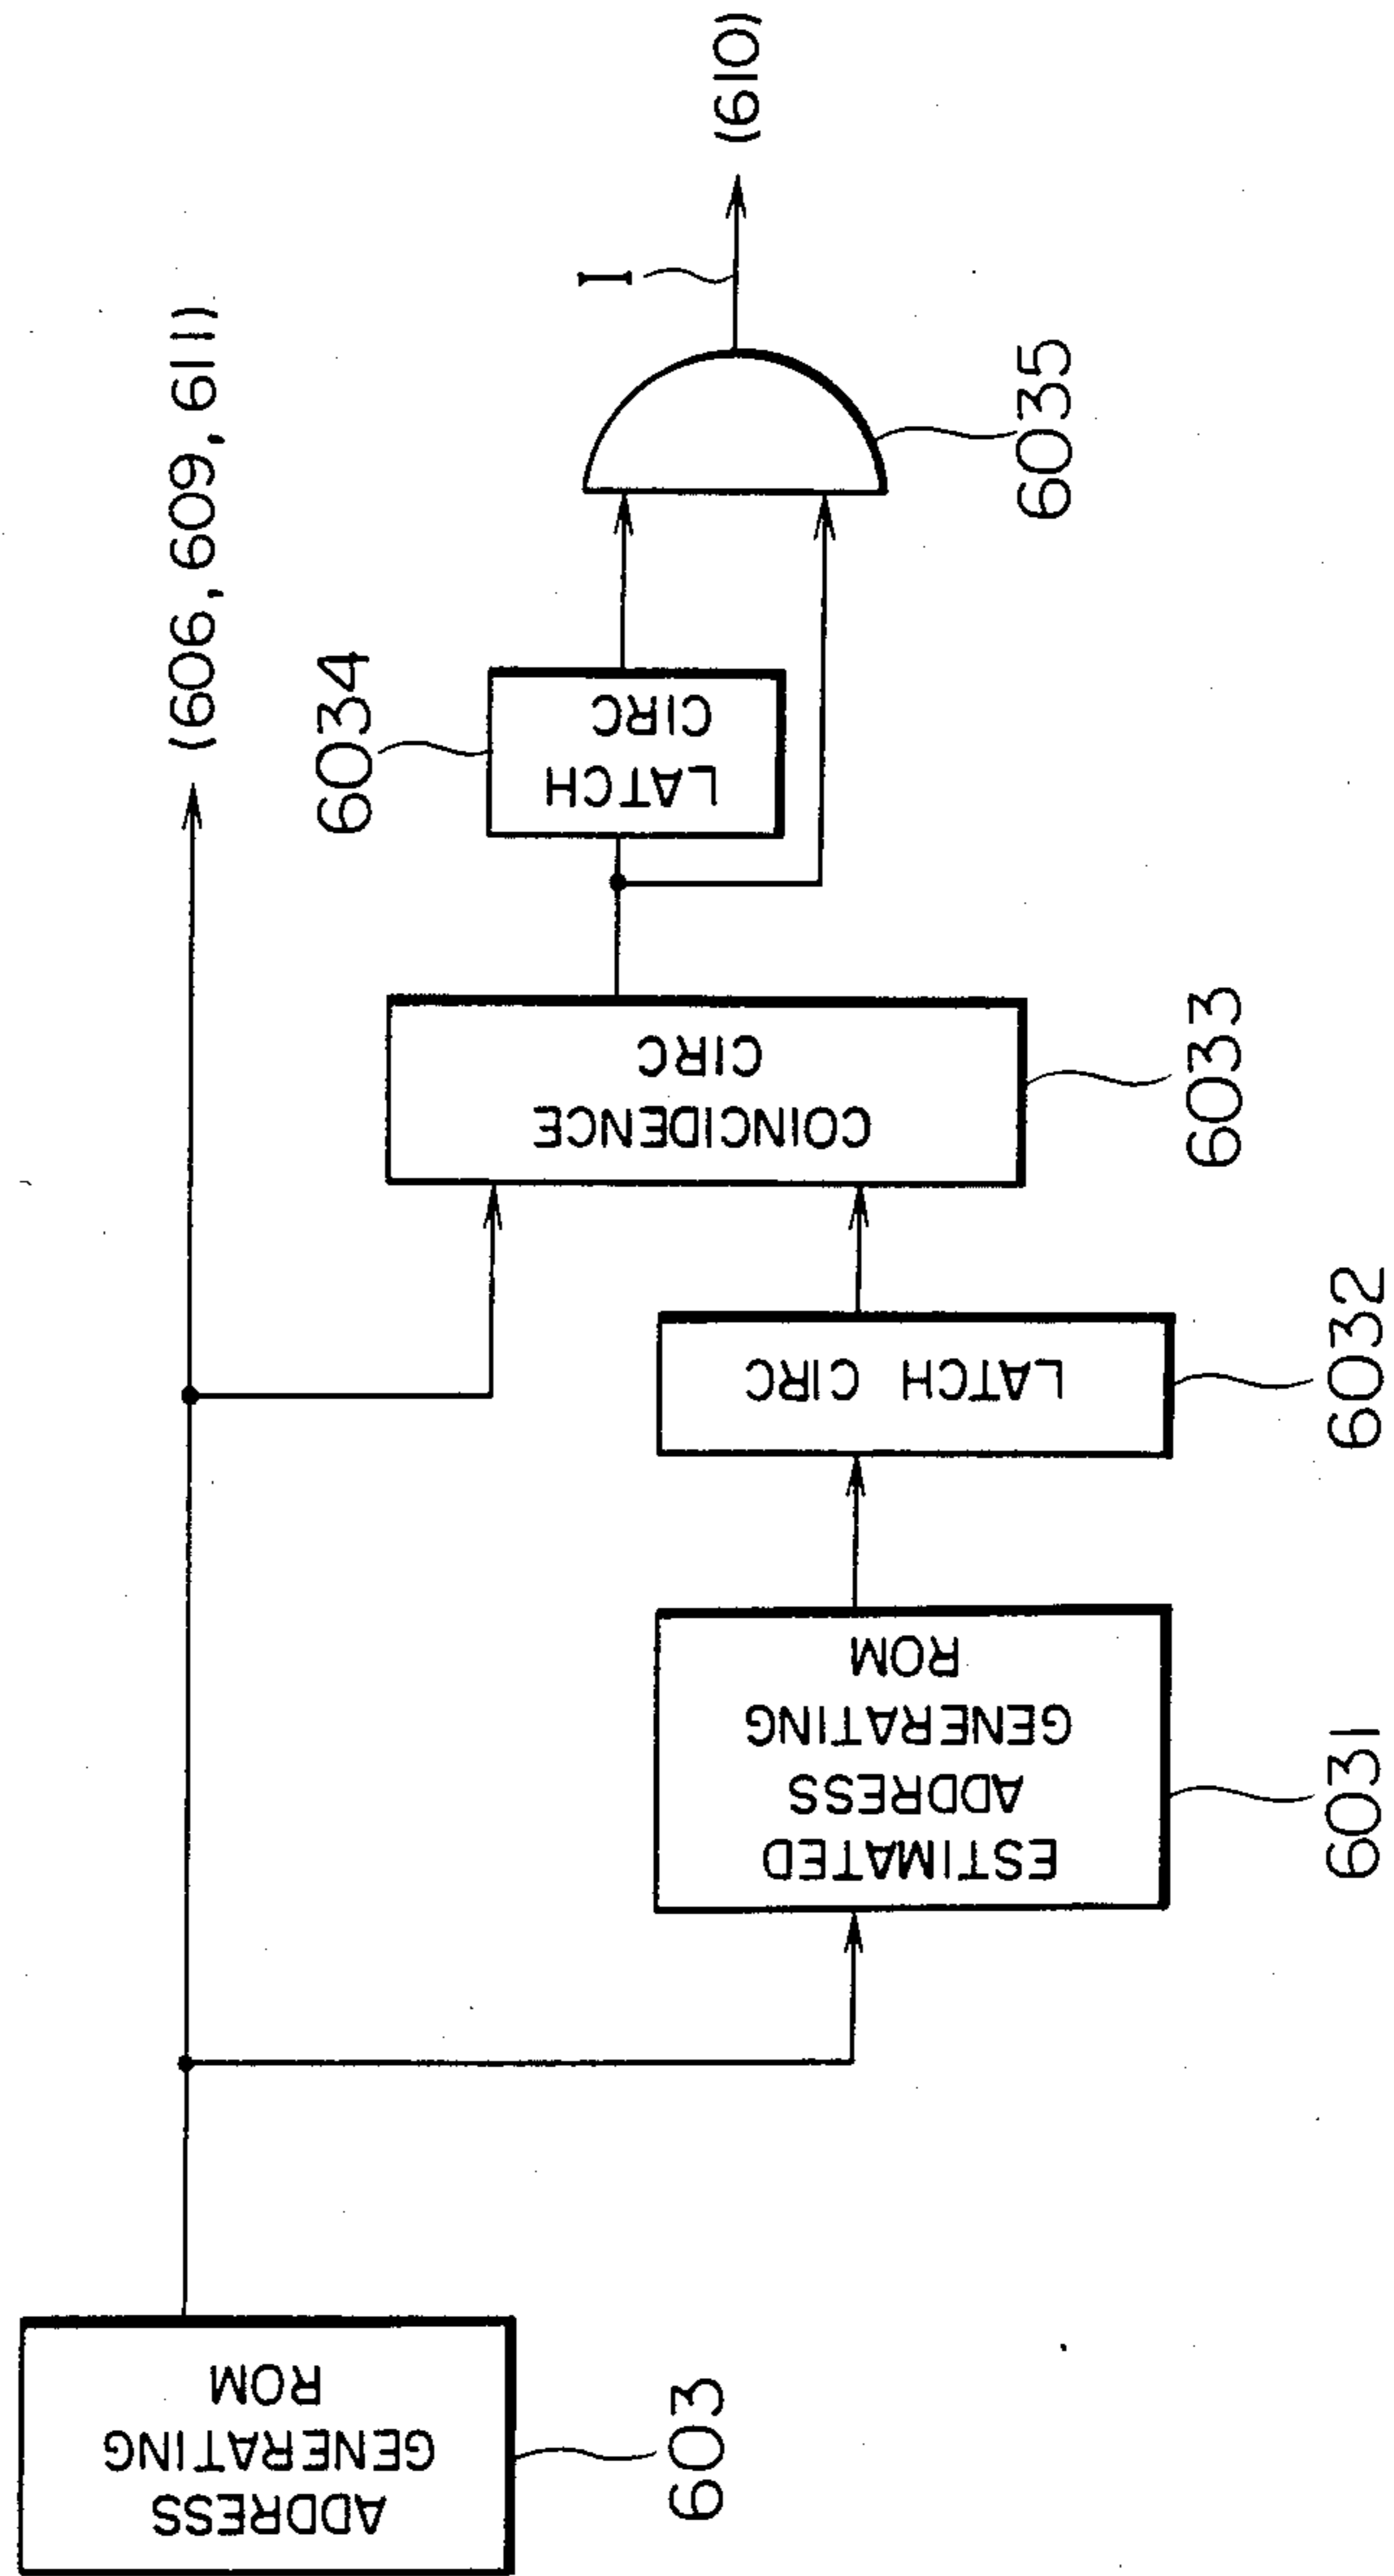 ADDRESS
GENERATING
ROM
603
(606, 609, 611)
ESTIMATED
ADDRESS
GENERATING
ROM
6031
LATCH CIRC
6032
COINCIDENCE
CIRC
6033
LATCH
CIRC
6034
6035
I
(610)